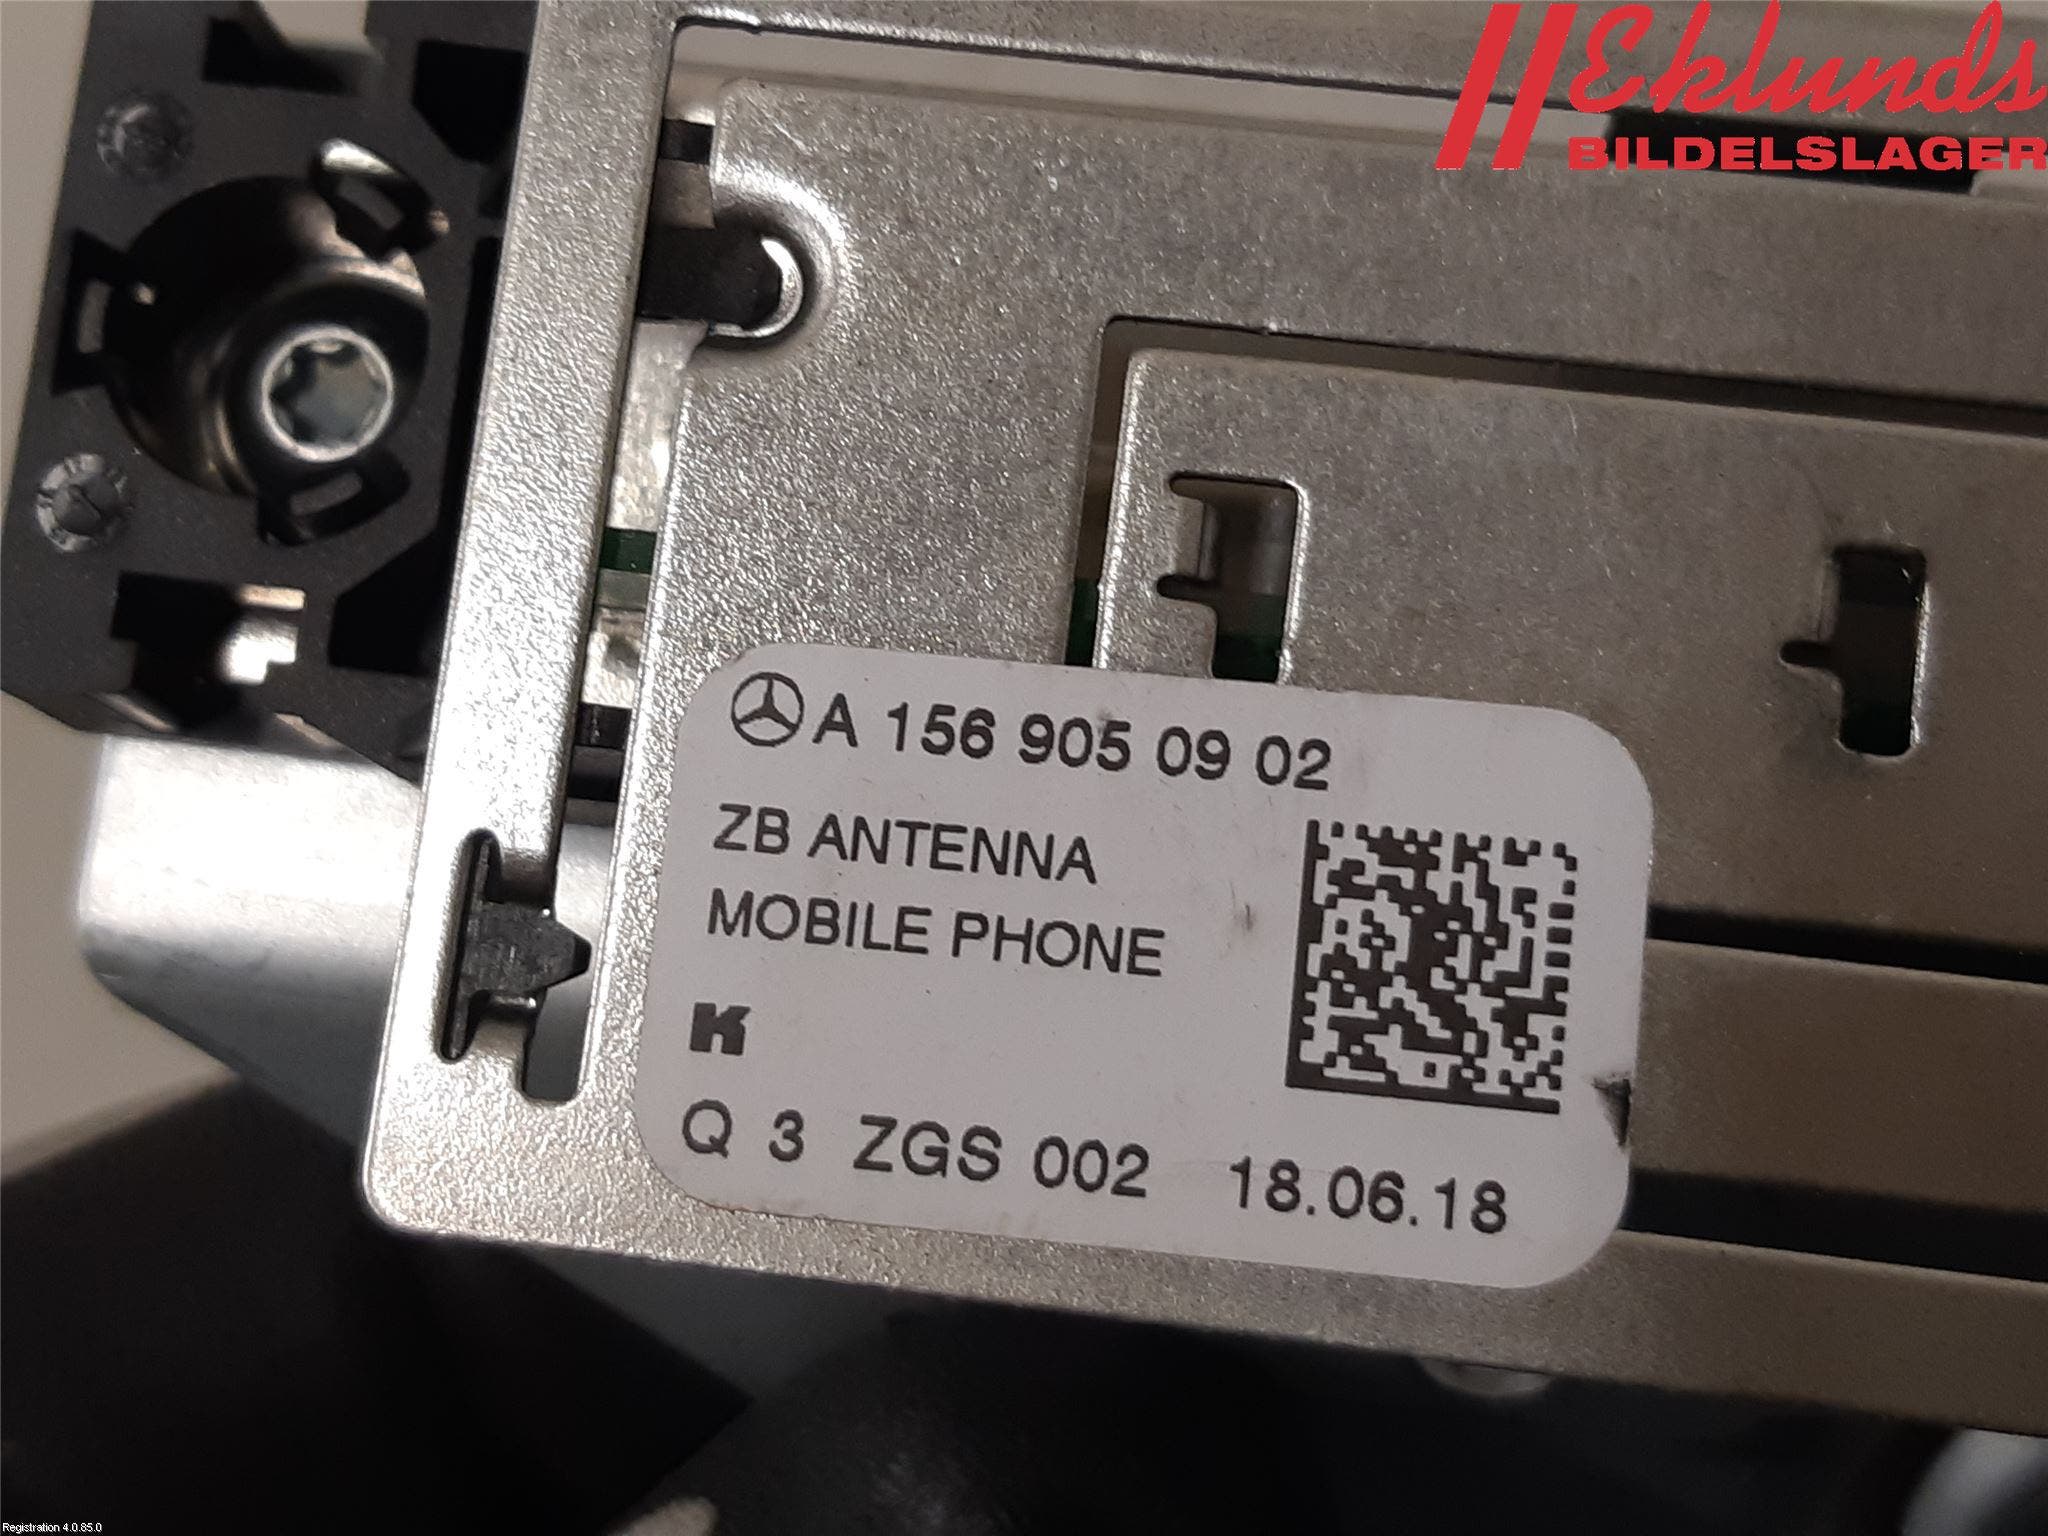 Eklunds
BILDELSLAGER
A 156 905 09 02
ZB ANTENNA
MOBILE PHONE
K
Q 3 ZGS 002 18.06.18
Registration 4.0.85.0